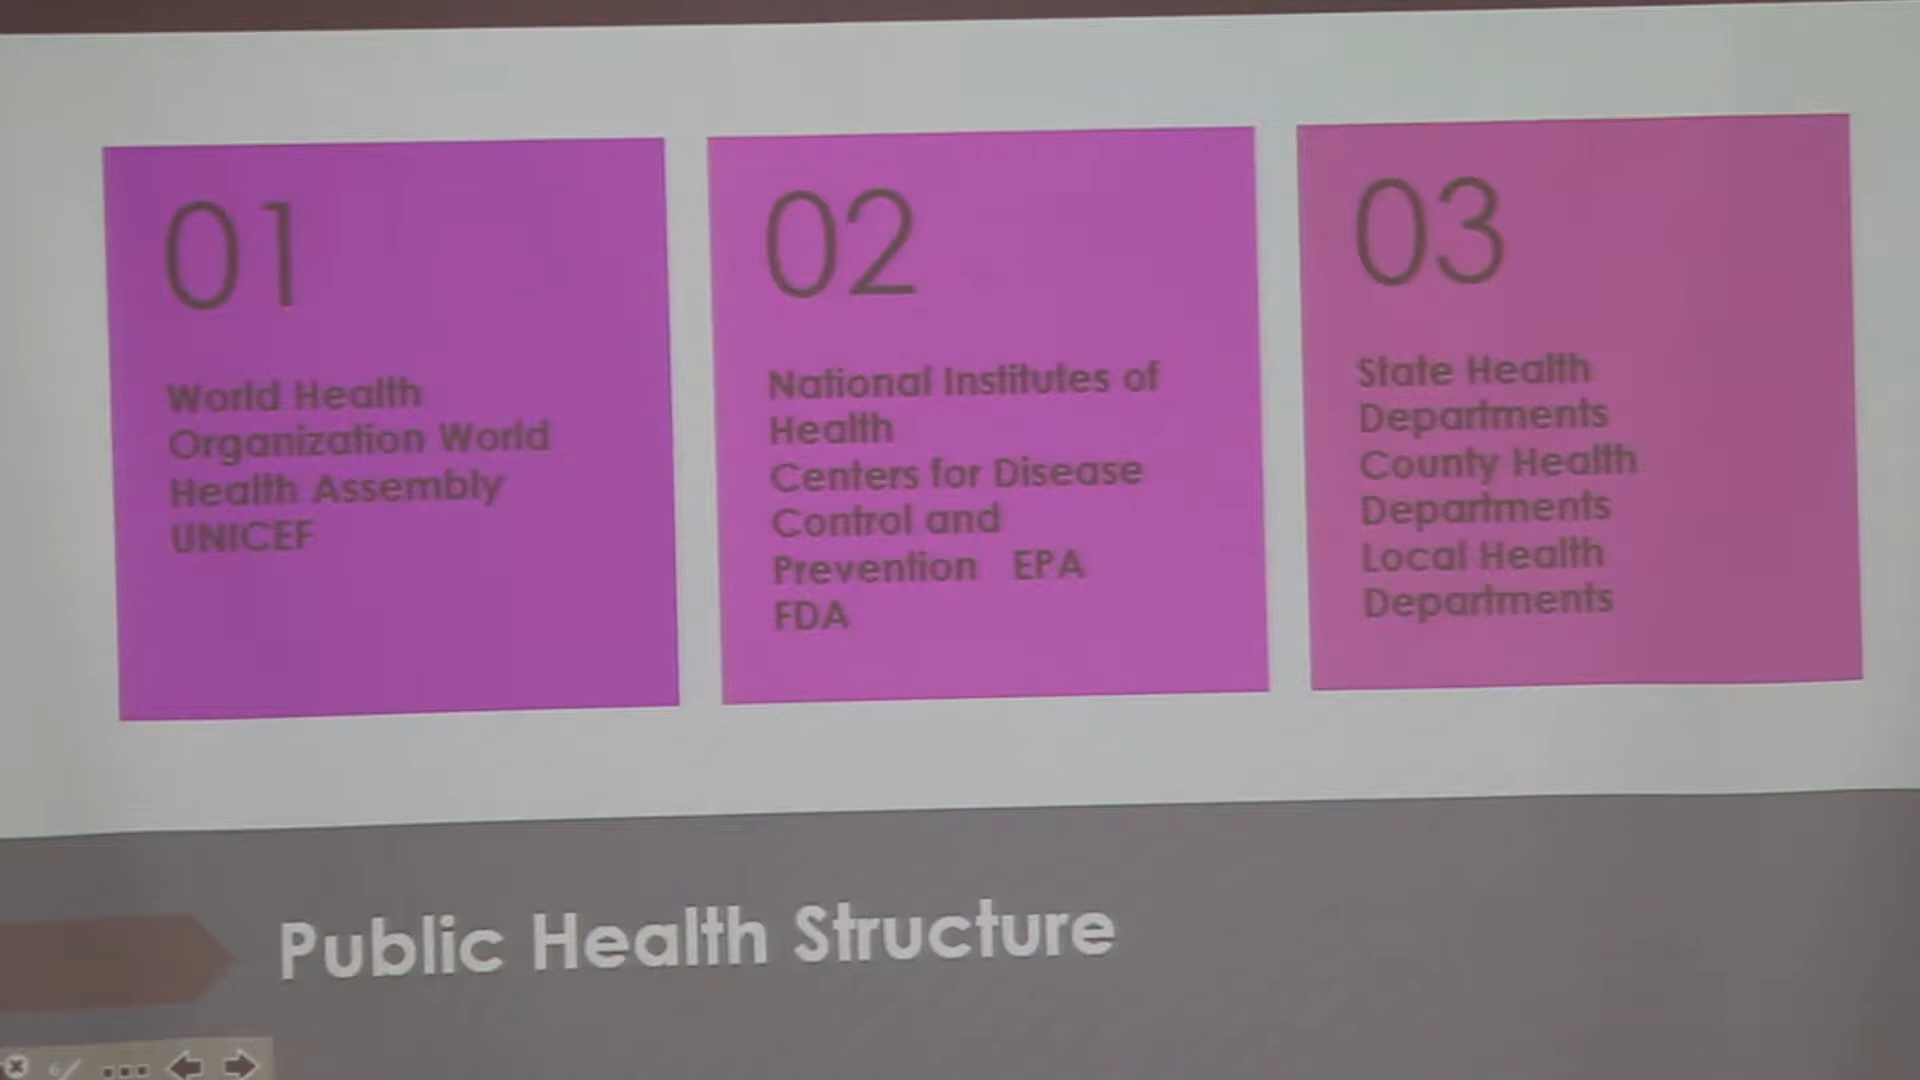 01
World Health
Organization World
Health Assembly
UNICEF
02
National Institutes of
Health
Centers for Disease
Control and
Prevention EPA
FDA
03
State Health
Departments
County Health
Departments
Local Health
Departments
Public Health Structure